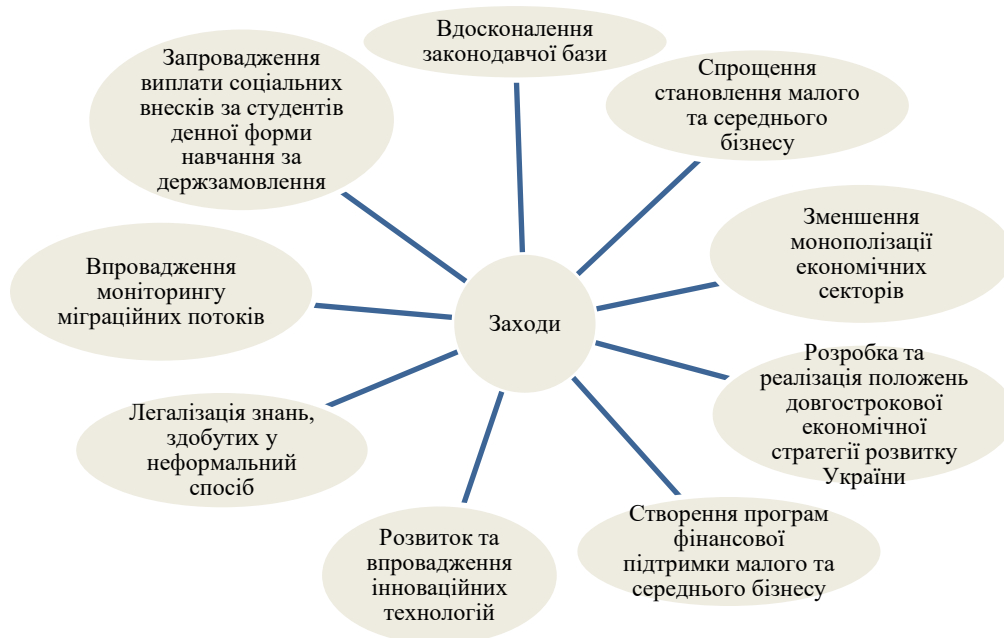 Вдосконалення
законодавчої бази
Спрощення
становлення малого
та середнього
бізнесу
Зменшення
монополізації
економічних
секторів
Розробка та
реалізація положень
довгострокової
економічної
стратегії розвитку
України
Створення програм
фінансової
підтримки малого та
середнього бізнесу
Розвиток та
впровадження
інноваційних
технологій
Легалізація знань,
здобутих у
неформальний
спосіб
Впровадження
моніторингу
міграційних потоків
Запровадження
виплати соціальних
внесків за студентів
денної форми
навчання за
держзамовлення
Заходи